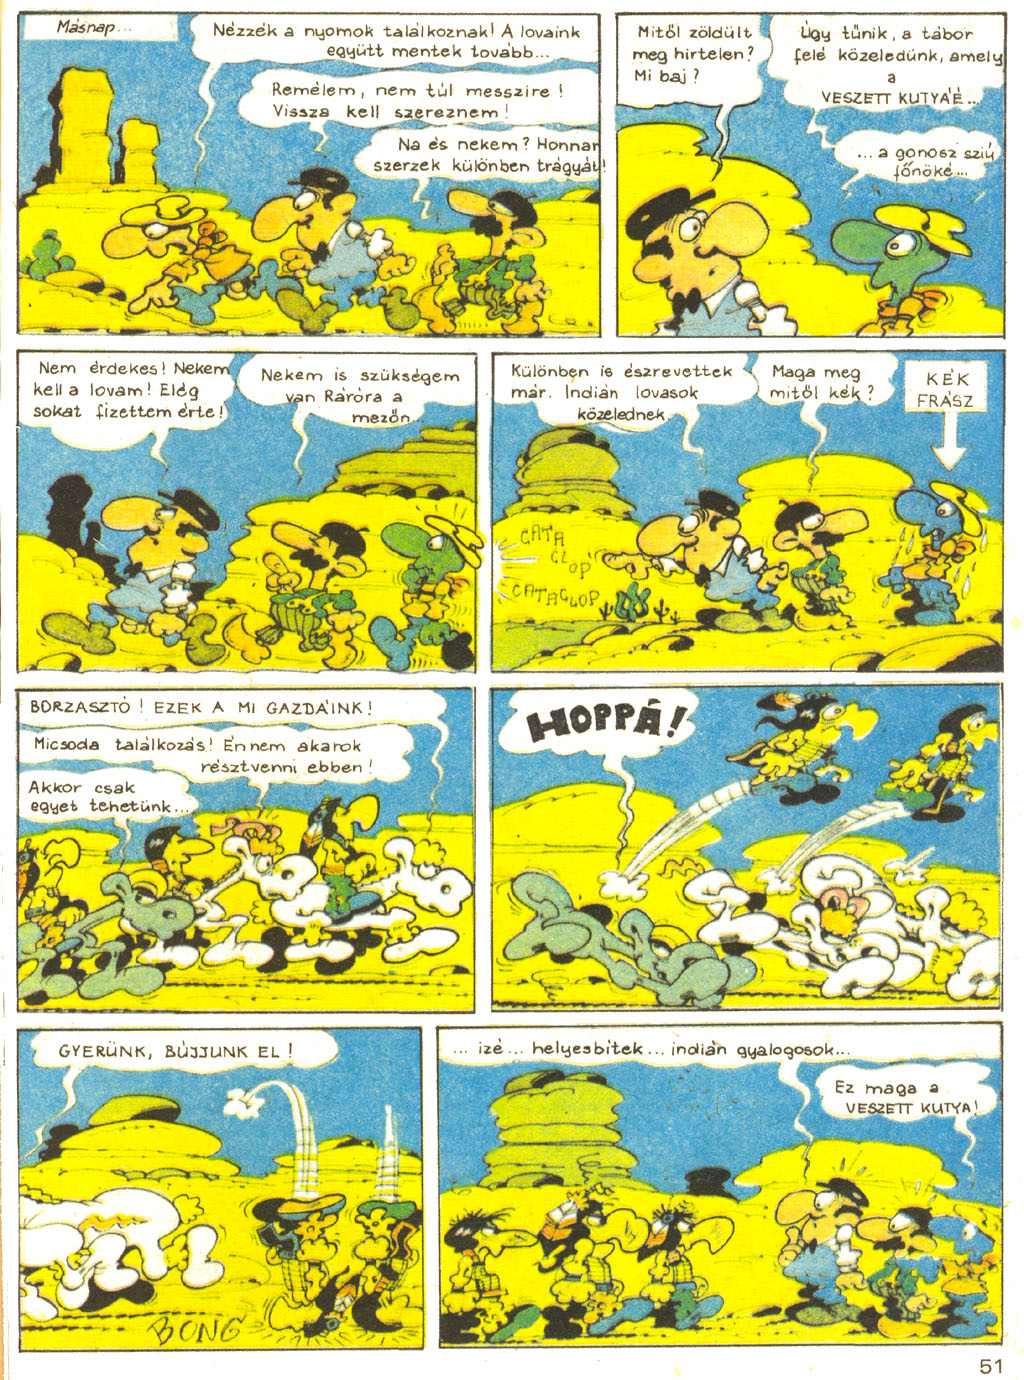 Másnap...
Nézzék a nyomok találkoznak! A lovaink
együtt mentek tovább...
Remélem, nem túl messzire!
Vissza kell szereznem!
Na és nekem? Honnan
szerzek különben trágyát!
Mitől zöldült
meg hirtelen?
Mi baj?
Úgy tűnik, a tábor
felé közeledünk, amely
a
VESZETT KUTYÁÉ...
... a gonosz sziú
főnöké...
Nem érdekes! Nekem
kell a lovam! Elég
sokat fizettem érte!
Nekem is szükségem
van Ráróra a
mezőn...
Különben is észrevettek
már. Indián lovasok
közelednek.
Maga meg
mitől kék?
KÉK
FRÁSZ
CATA
CLOP
CATACLOP
BORZASZTÓ! EZEK A MI GAZDÁINK!
Micsoda találkozás! Én nem akarok
résztvenni ebben!
Akkor csak
egyet tehetünk...
HOPPÁ!
GYERÜNK, BÚJJUNK EL!
BONG
... izé... helyesbítek... indián gyalogosok...
Ez maga a
VESZETT KUTYA!
51